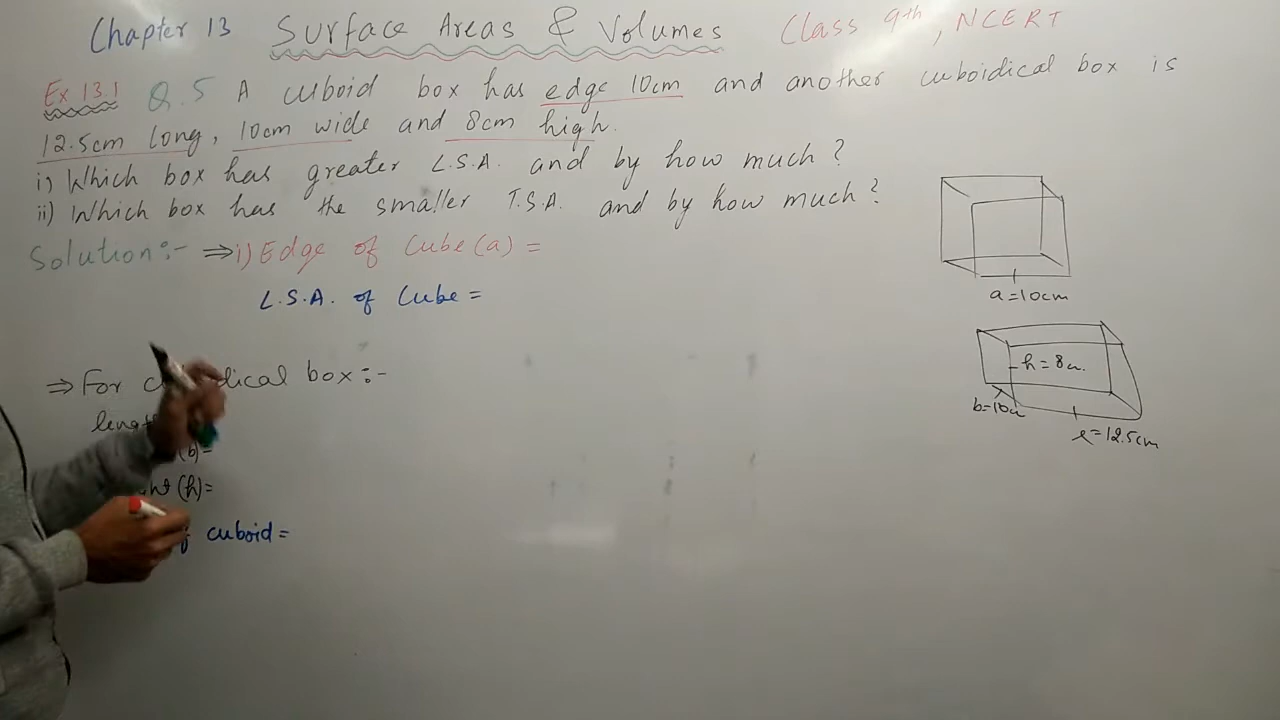 Chapter 13 Surface Areas & Volumes Class 9th, NCERT
Ex 13.1 Q.5 A cuboid box has edge 10cm and another cuboidical box is
12.5cm long, 10cm wide and 8cm high.
i) Which box has greater L.S.A. and by how much?
ii) Which box has the smaller T.S.A. and by how much?
Solution:- ⇒ i) Edge of Cube(a) =
L.S.A. of Cube =
a=10cm
⇒ For box:-
h=8cm
b=10cm
l=12.5cm
(b)=
(h)=
cuboid=